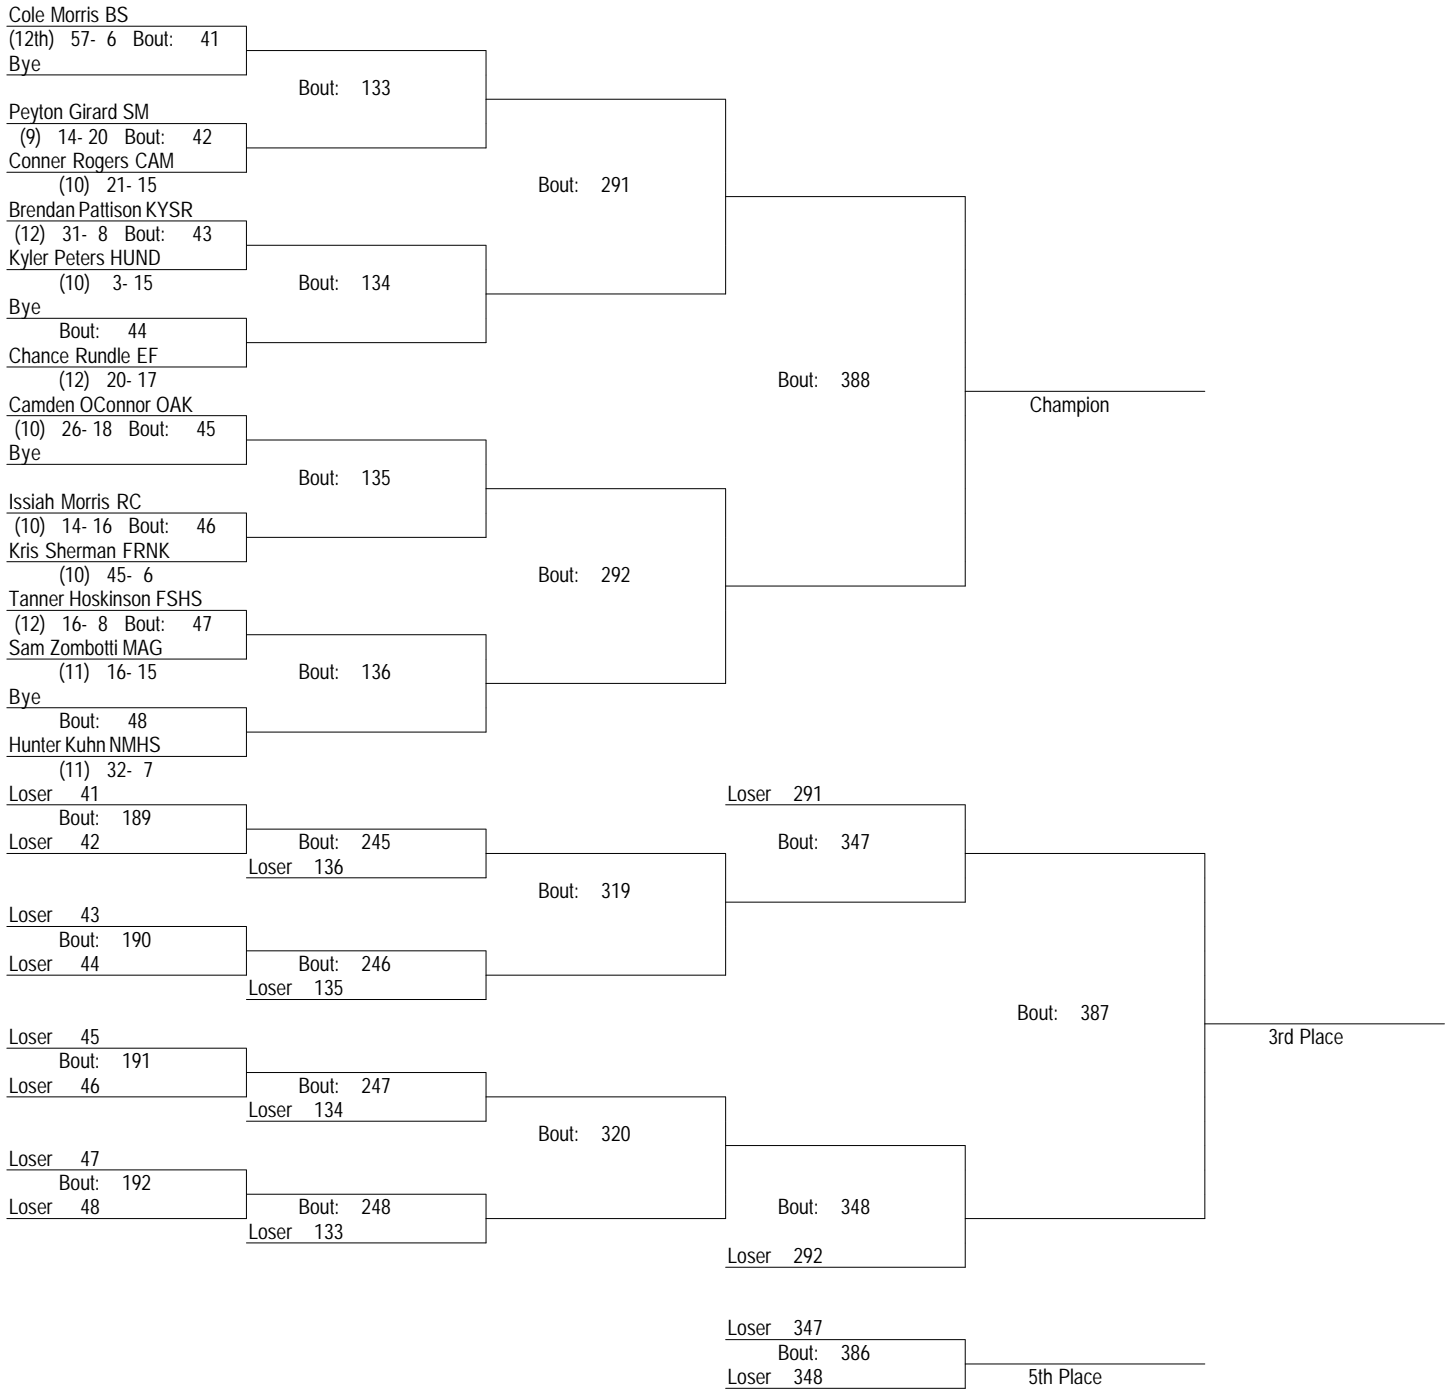 Cole Morris BS
(12th) 57- 6 Bout: 41
Bye
Bout: 133
Peyton Girard SM
(9) 14- 20 Bout: 42
Conner Rogers CAM
(10) 21- 15
Bout: 291
Brendan Pattison KYSR
(12) 31- 8 Bout: 43
Kyler Peters HUND
(10) 3- 15
Bout: 134
Bye
Bout: 44
Chance Rundle EF
(12) 20- 17
Bout: 388
Champion
Camden OConnor OAK
(10) 26- 18 Bout: 45
Bye
Bout: 135
Issiah Morris RC
(10) 14- 16 Bout: 46
Kris Sherman FRNK
(10) 45- 6
Bout: 292
Tanner Hoskinson FSHS
(12) 16- 8 Bout: 47
Sam Zombotti MAG
(11) 16- 15
Bout: 136
Bye
Bout: 48
Hunter Kuhn NMHS
(11) 32- 7
Loser 41
Bout: 189
Loser 42
Bout: 245
Loser 136
Loser 291
Bout: 347
Bout: 319
Loser 43
Bout: 190
Loser 44
Bout: 246
Loser 135
Bout: 387
3rd Place
Loser 45
Bout: 191
Loser 46
Bout: 247
Loser 134
Bout: 320
Loser 47
Bout: 192
Loser 48
Bout: 248
Loser 133
Bout: 348
Loser 292
Loser 347
Bout: 386
Loser 348
5th Place